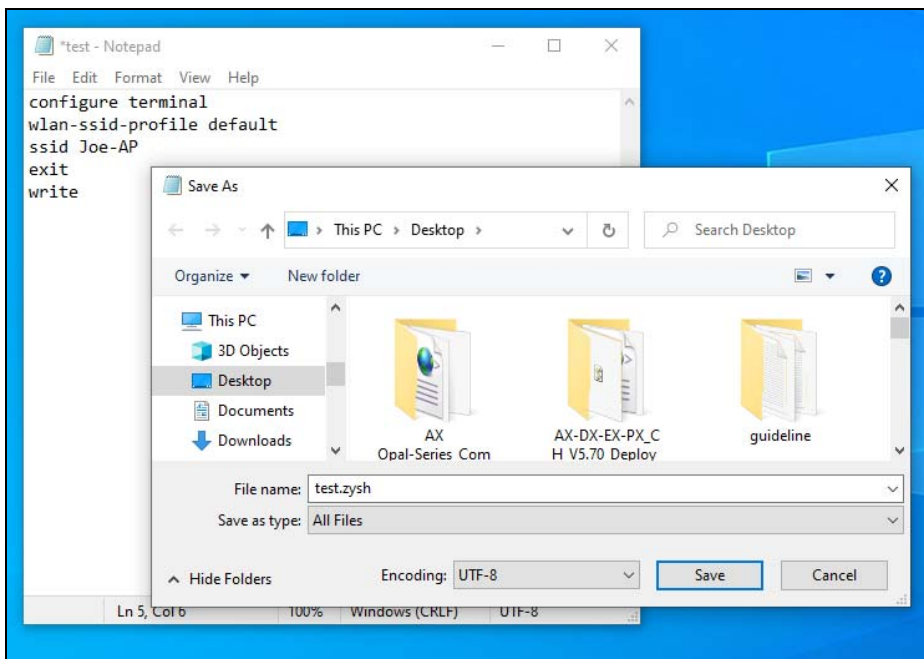 *test - Notepad
File Edit Format View Help
configure terminal
wlan-ssid-profile default
ssid Joe-AP
exit
write
Save As
This PC > Desktop >
Search Desktop
Organize
New folder
?
This PC
3D Objects
Desktop
Documents
Downloads
AX
Opal-Series Com
AX-DX-EX-PX_C
H V5.70 Deploy
guideline
File name: test.zysh
Save as type: All Files
Hide Folders
Encoding: UTF-8
Save
Cancel
Ln 5, Col 6
100%
Windows (CRLF)
UTF-8